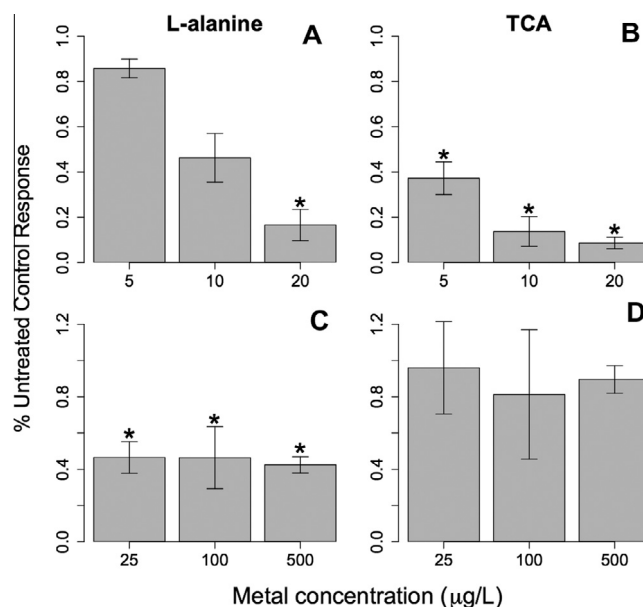 L-alanine
A
TCA
B
% Untreated Control Response
1.0
0.8
0.6
0.4
0.2
0.0
*
5 10 20
1.0
0.8
0.6
0.4
0.2
0.0
* * *
5 10 20
C
D
1.2
0.8
0.4
0.0
* * *
25 100 500
1.2
0.8
0.4
0.0
25 100 500
Metal concentration (μg/L)